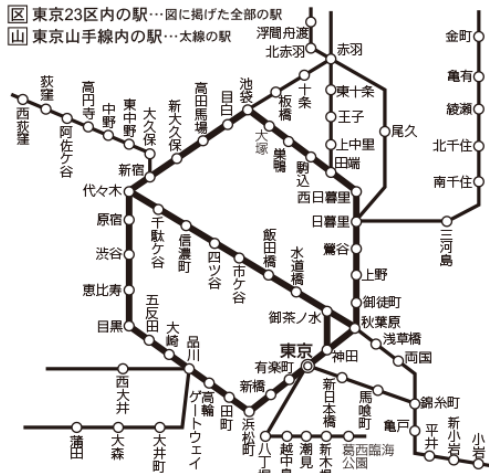 区 東京23区内の駅…図に掲げた全部の駅
山 東京山手線内の駅…太線の駅
浮間舟渡
北赤羽
赤羽
金町
亀有
綾瀬
北千住
南千住
三河島
東十条
王子
上中里
田端
尾久
十条
板橋
池袋
目白
高田馬場
新大久保
大久保
東中野
中野
高円寺
阿佐ケ谷
荻窪
西荻窪
新宿
大塚
巣鴨
駒込
西日暮里
日暮里
鶯谷
上野
御徒町
秋葉原
代々木
原宿
渋谷
恵比寿
目黒
五反田
大崎
品川
千駄ケ谷
信濃町
四ツ谷
市ケ谷
飯田橋
水道橋
御茶ノ水
神田
東京
有楽町
新橋
浜松町
田町
高輪
ゲートウェイ
浅草橋
両国
錦糸町
亀戸
平井
新小岩
小岩
新日本橋
馬喰町
西大井
蒲田
大森
大井町
越中島
潮見
葛西臨海
公園